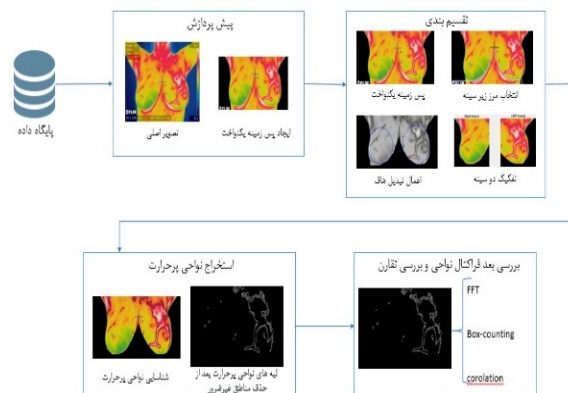 پیش پردازش
تقسیم بندی
پایگاه داده
تصویر اصلی
ایجاد پس زمینه یکنواخت
پس زمینه یکنواخت
انتخاب مرز زیر سینه
اعمال تبدیل هاف
تفکیک دو سینه
استخراج نواحی پرحرارت
شناسایی نواحی پرحرارت
لبه های نواحی پرحرارت بعد از
حذف مناطق غیرضرور
بررسی بعد فراکتال نواحی و بررسی تقارن
FFT
Box-counting
corolation